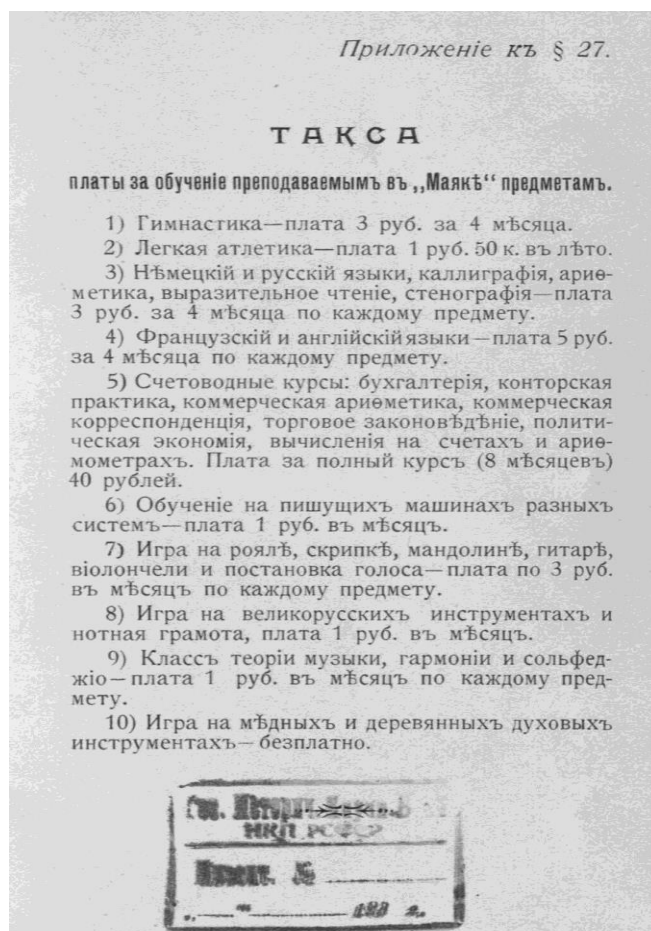 Приложеніе къ § 27.
ТАКСА
платы за обученіе преподаваемымъ въ „Маякѣ“ предметамъ.
1) Гимнастика—плата 3 руб. за 4 мѣсяца.
2) Легкая атлетика—плата 1 руб. 50 к. въ лѣто.
3) Нѣмецкій и русскій языки, каллиграфія, ариѳ-
метика, выразительное чтеніе, стенографія—плата
3 руб. за 4 мѣсяца по каждому предмету.
4) Французскій и англійскій языки—плата 5 руб.
за 4 мѣсяца по каждому предмету.
5) Счетоводные курсы: бухгалтерія, конторская
практика, коммерческая ариѳметика, коммерческая
корреспонденція, торговое законовѣдѣніе, полити-
ческая экономія, вычисленія на счетахъ и ариѳ-
мометрахъ. Плата за полный курсъ (8 мѣсяцевъ)
40 рублей.
6) Обученіе на пишущихъ машинахъ разныхъ
системъ—плата 1 руб. въ мѣсяцъ.
7) Игра на роялѣ, скрипкѣ, мандолинѣ, гитарѣ,
віолончели и постановка голоса—плата по 3 руб.
въ мѣсяцъ по каждому предмету.
8) Игра на великорусскихъ инструментахъ и
нотная грамота, плата 1 руб. въ мѣсяцъ.
9) Классъ теоріи музыки, гармоніи и сольфед-
жіо—плата 1 руб. въ мѣсяцъ по каждому пред-
мету.
10) Игра на мѣдныхъ и деревянныхъ духовыхъ
инструментахъ—безплатно.
НКП РСФСР
№